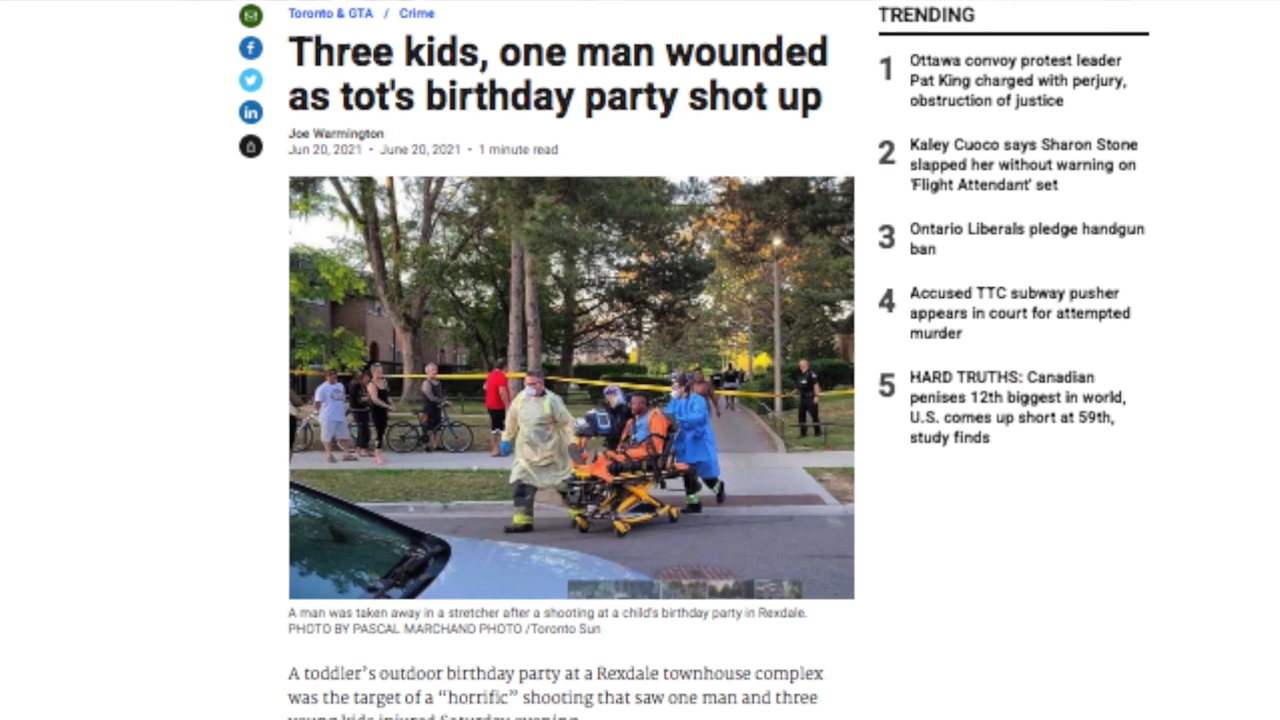 Toronto & GTA / Crime
Three kids, one man wounded
as tot's birthday party shot up
Joe Warmington
Jun 20, 2021 • June 20, 2021 • 1 minute read
A man was taken away in a stretcher after a shooting at a child's birthday party in Rexdale.
PHOTO BY PASCAL MARCHAND PHOTO /Toronto Sun
A toddler’s outdoor birthday party at a Rexdale townhouse complex
was the target of a “horrific” shooting that saw one man and three
young kids injured Saturday evening.
TRENDING
1 Ottawa convoy protest leader
Pat King charged with perjury,
obstruction of justice
2 Kaley Cuoco says Sharon Stone
slapped her without warning on
'Flight Attendant' set
3 Ontario Liberals pledge handgun
ban
4 Accused TTC subway pusher
appears in court for attempted
murder
5 HARD TRUTHS: Canadian
penises 12th biggest in world,
U.S. comes up short at 59th,
study finds